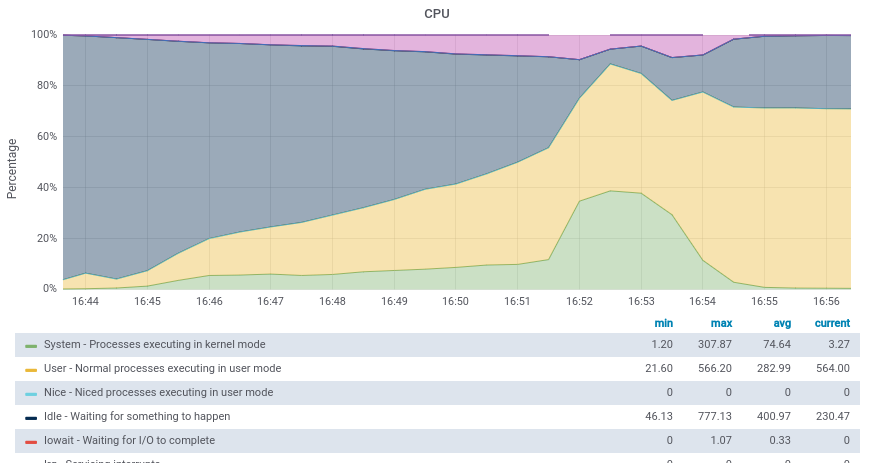 CPU
Percentage
100%
80%
60%
40%
20%
0%
16:44 16:45 16:46 16:47 16:48 16:49 16:50 16:51 16:52 16:53 16:54 16:55 16:56
min max avg current
System - Processes executing in kernel mode 1.20 307.87 74.64 3.27
User - Normal processes executing in user mode 21.60 566.20 282.99 564.00
Nice - Niced processes executing in user mode 0 0 0 0
Idle - Waiting for something to happen 46.13 777.13 400.97 230.47
Iowait - Waiting for I/O to complete 0 1.07 0.33 0